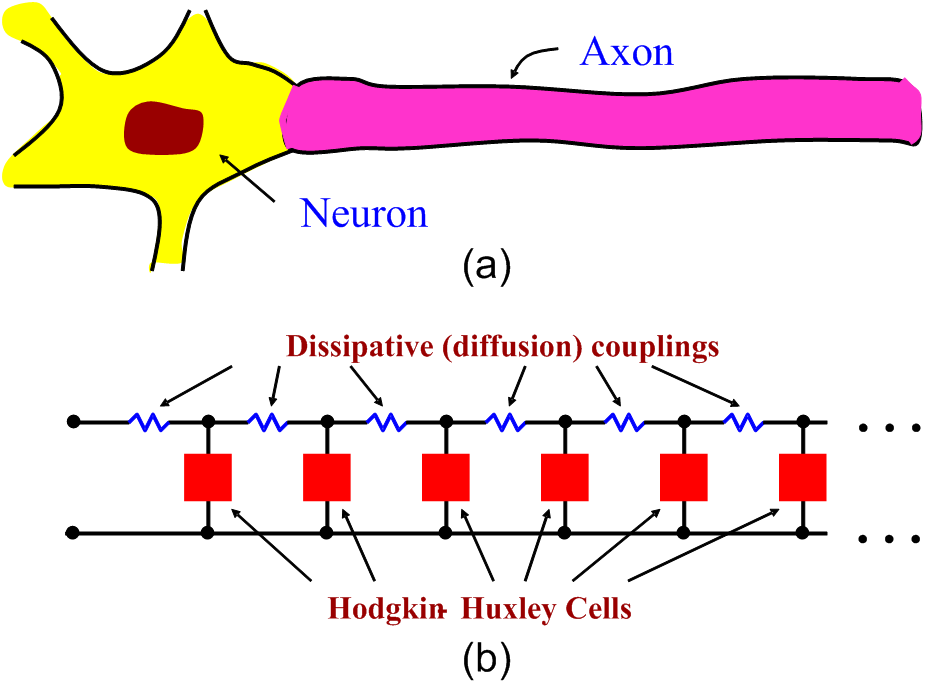 Axon
Neuron
(a)
Dissipative (diffusion) couplings
. . .
. . .
Hodgkin- Huxley Cells
(b)